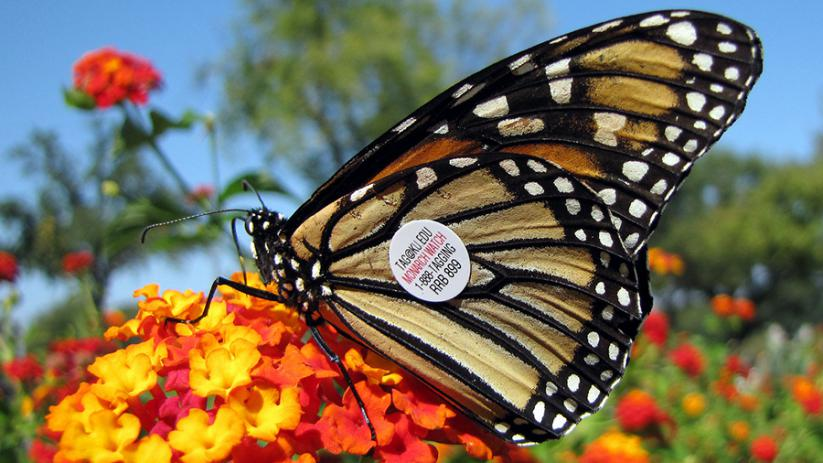 TAG@KU.EDU
MONARCH WATCH
1-888-TAGGING
RRB 899